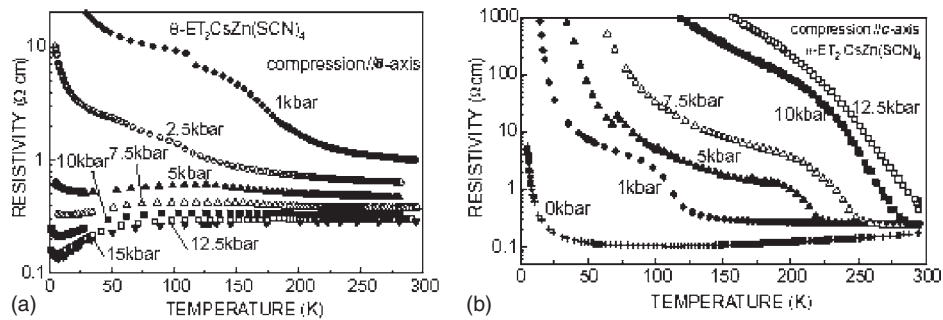 (a)
RESISTIVITY (Ω cm)
10
1
0.1
θ-ET₂CsZn(SCN)₄
compression//a-axis
1kbar
2.5kbar
7.5kbar
10kbar
5kbar
15kbar
12.5kbar
0 50 100 150 200 250 300
TEMPERATURE (K)
(b)
RESISTIVITY (Ωcm)
1000
100
10
1
0.1
compression //c-axis
θ-ET₂CsZn(SCN)₄
7.5kbar
10kbar
12.5kbar
5kbar
1kbar
0kbar
0 50 100 150 200 250 300
TEMPERATURE (K)